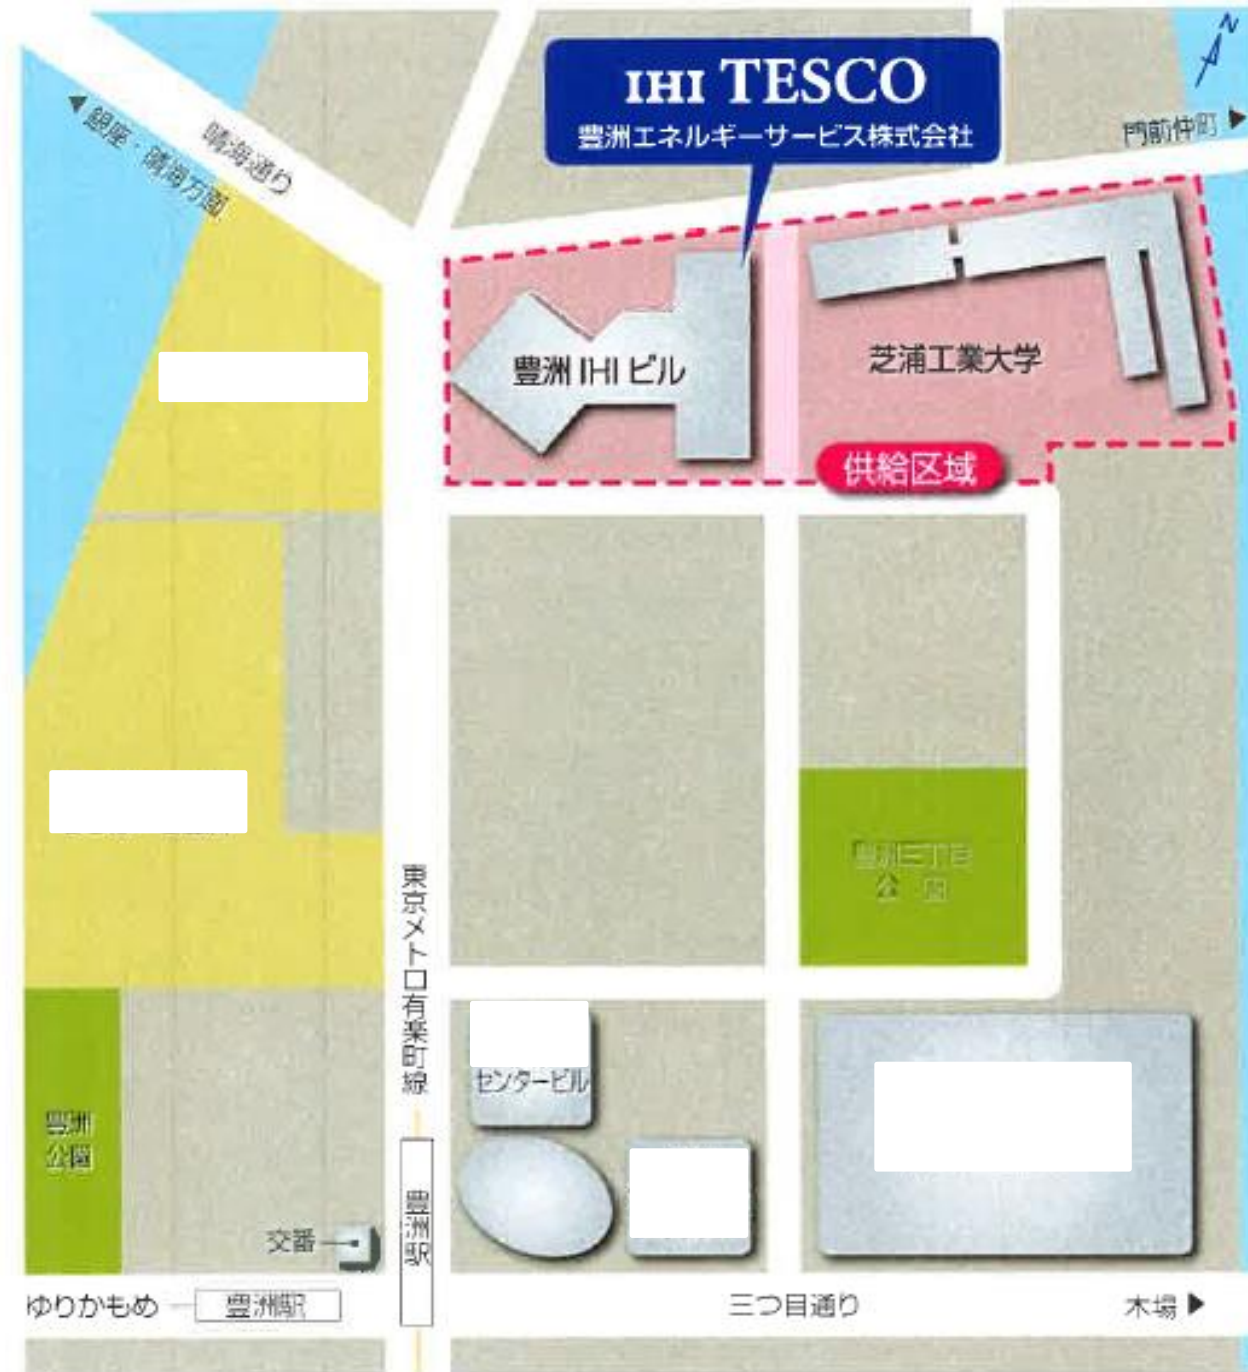 N
IHI TESCO
豊洲エネルギーサービス株式会社
門前仲町 ▶
◀ 銀座・晴海方面
晴海通り
豊洲 IHI ビル
芝浦工業大学
供給区域
豊洲三丁目
公 園
東京メトロ有楽町線
センタービル
豊洲
公園
豊洲駅
交番
ゆりかもめ
豊洲駅
三つ目通り
木場 ▶